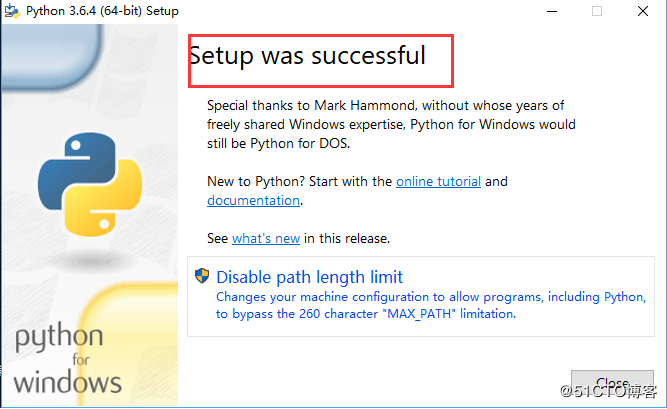 Python 3.6.4 (64-bit) Setup
Setup was successful
Special thanks to Mark Hammond, without whose years of
freely shared Windows expertise, Python for Windows would
still be Python for DOS.
New to Python? Start with the online tutorial and
documentation.
See what's new in this release.
Disable path length limit
Changes your machine configuration to allow programs, including Python,
to bypass the 260 character "MAX_PATH" limitation.
python
for
windows
Close
@51CTO博客